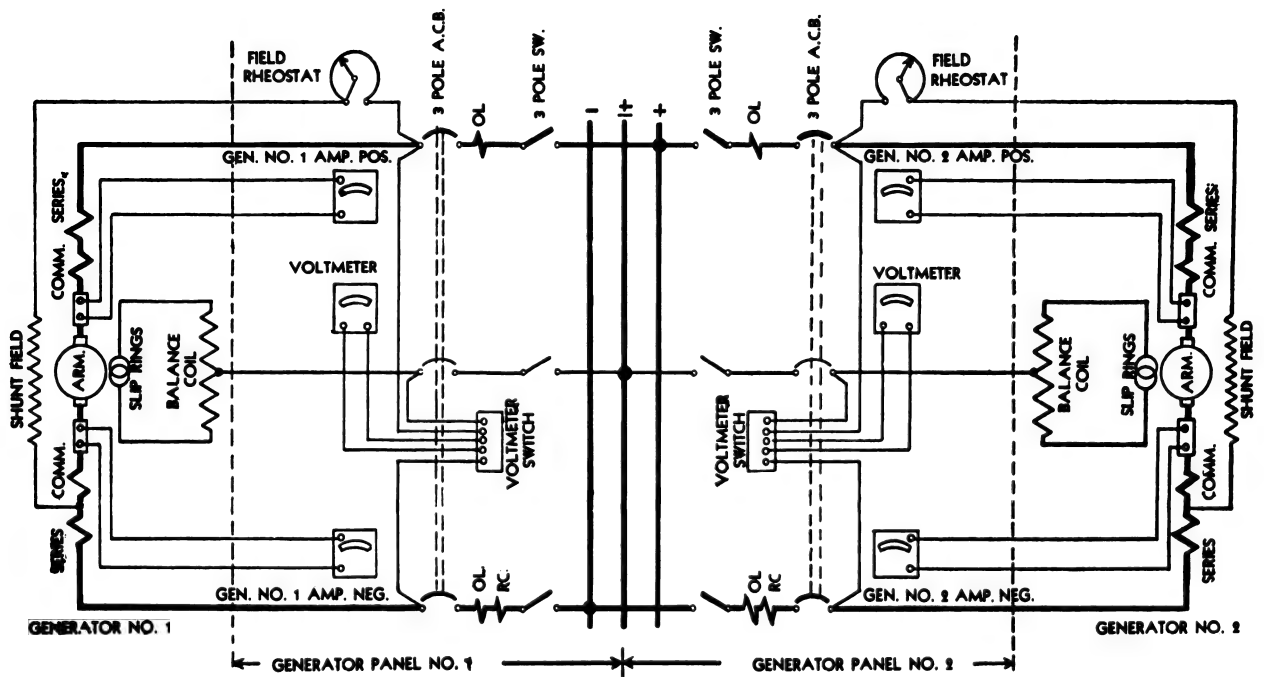 FIELD
RHEOSTAT
3 POLE A.C.B.
OL
3 POLE SW.
-
|+
+
3 POLE SW.
OL
3 POLE A.C.B.
FIELD
RHEOSTAT
GEN. NO. 1 AMP. POS.
GEN. NO. 2 AMP. POS.
SERIES
SERIES
COMM.
COMM.
VOLTMETER
VOLTMETER
SHUNT FIELD
ARM.
SLIP RINGS
BALANCE
COIL
BALANCE
COIL
SLIP RINGS
ARM.
SHUNT FIELD
VOLTMETER
SWITCH
VOLTMETER
SWITCH
COMM.
COMM.
SERIES
SERIES
OL
RC
OL
RC
GEN. NO. 1 AMP. NEG.
GEN. NO. 2 AMP. NEG.
GENERATOR NO. 1
GENERATOR NO. 2
GENERATOR PANEL NO. 1
GENERATOR PANEL NO. 2